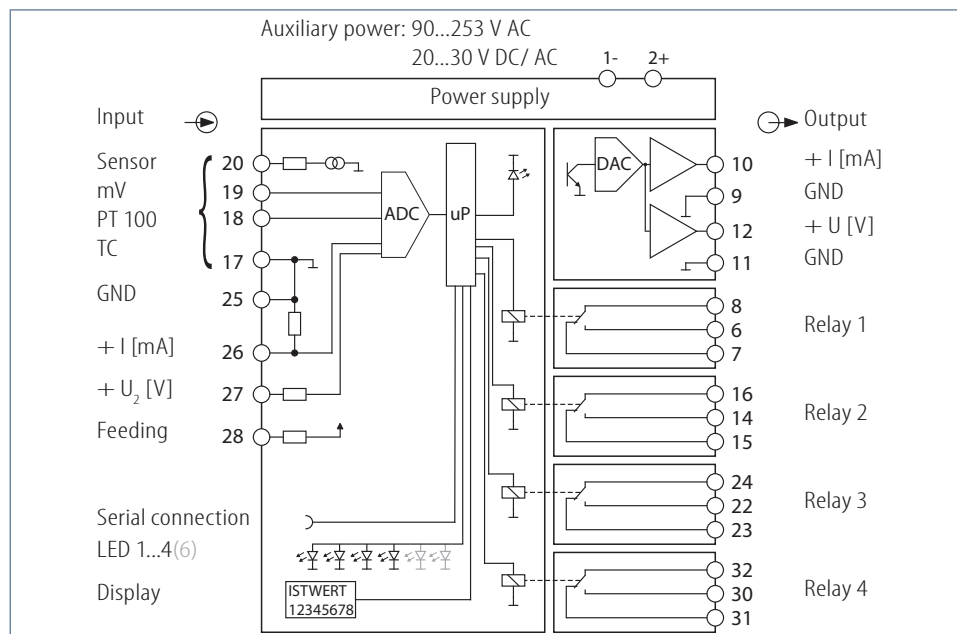 Auxiliary power: 90...253 V AC
20...30 V DC/ AC
1- 2+
Power supply
Input
Output
Sensor 20
mV 19
PT 100 18
TC 17
GND 25
+ I [mA] 26
+ U2 [V] 27
Feeding 28
ADC
uP
DAC
10 + I [mA]
9 GND
12 + U [V]
11 GND
8
6 Relay 1
7
16
14 Relay 2
15
24
22 Relay 3
23
32
30 Relay 4
31
Serial connection
LED 1...4(6)
Display
ISTWERT
12345678